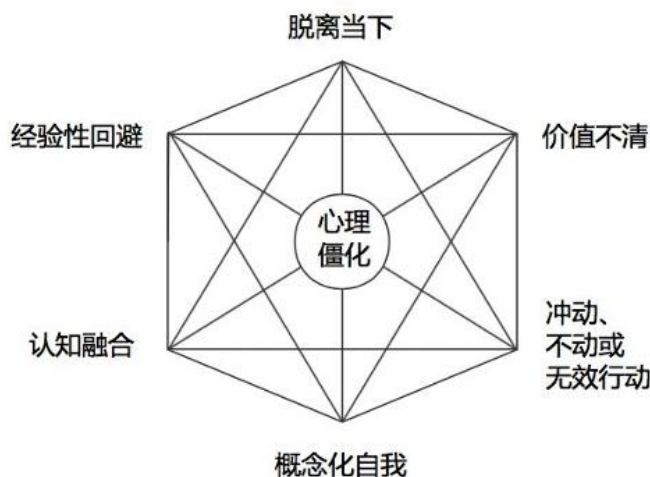 脱离当下
经验性回避
价值不清
心理
僵化
认知融合
冲动、
不动或
无效行动
概念化自我